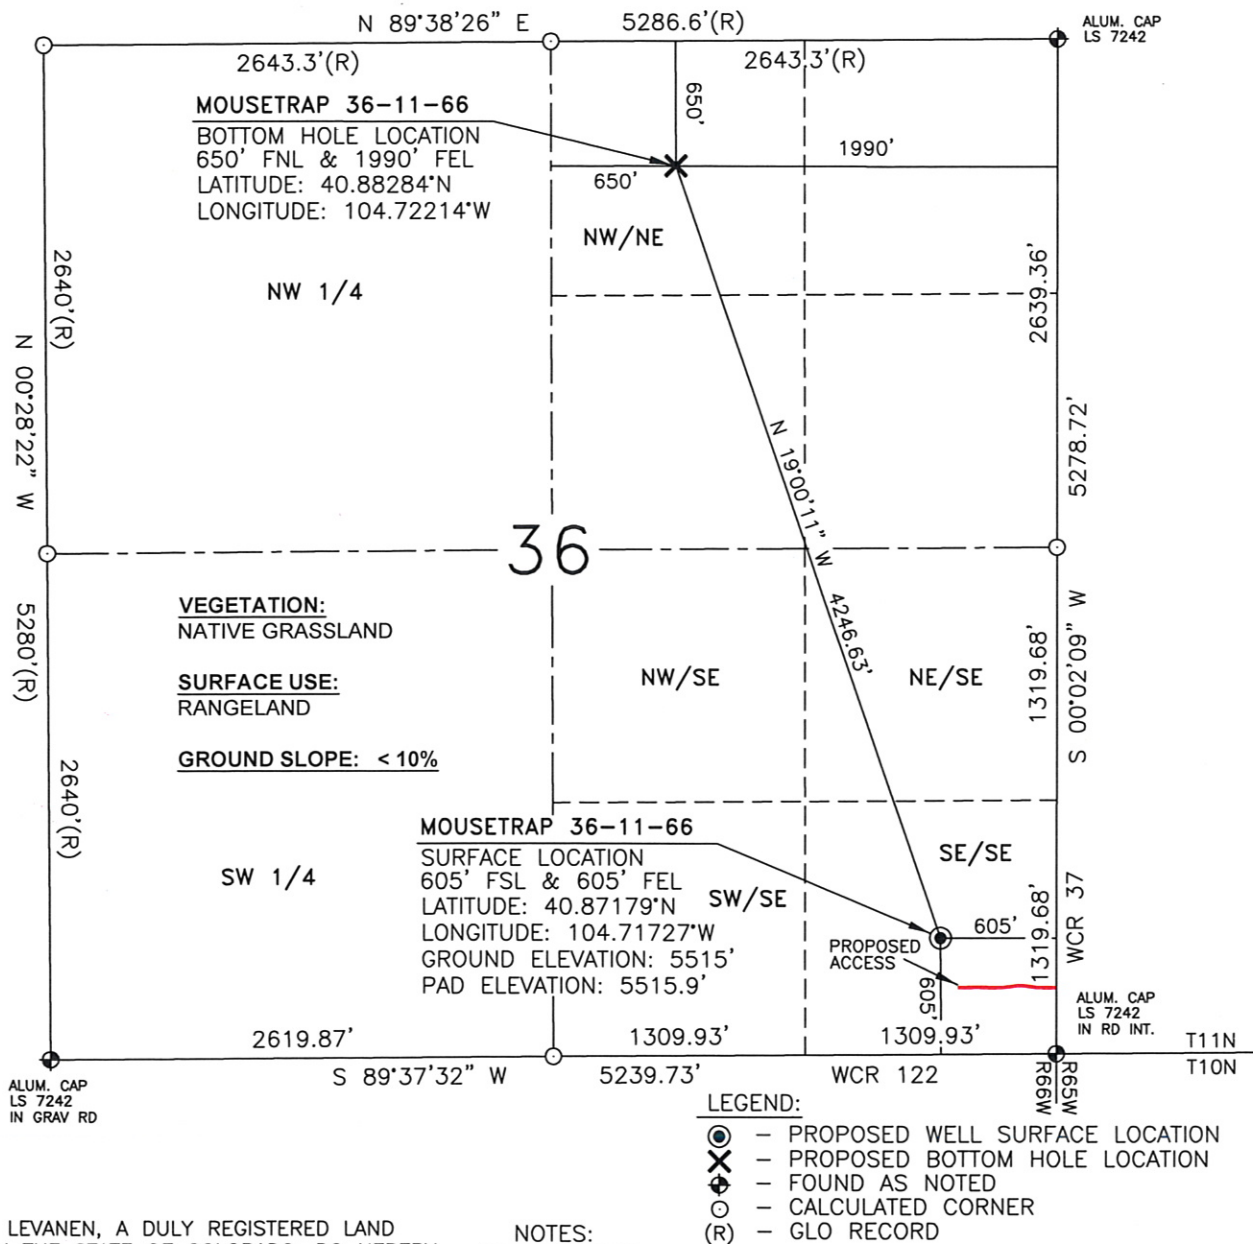 N 89°38'26" E
5286.6'(R)
ALUM. CAP
LS 7242
2643.3'(R)
2643.3'(R)
MOUSETRAP 36-11-66
BOTTOM HOLE LOCATION
650' FNL & 1990' FEL
LATITUDE: 40.88284°N
LONGITUDE: 104.72214°W
650'
1990'
650'
NW/NE
NW 1/4
2640'(R)
2639.36'
N 00°28'22" W
5278.72'
N 19°00'11" W
4246.63'
36
VEGETATION:
NATIVE GRASSLAND
SURFACE USE:
RANGELAND
GROUND SLOPE: < 10%
5280'(R)
NW/SE
NE/SE
1319.68'
S 00°02'09" W
2640'(R)
MOUSETRAP 36-11-66
SURFACE LOCATION
605' FSL & 605' FEL
LATITUDE: 40.87179°N
LONGITUDE: 104.71727°W
GROUND ELEVATION: 5515'
PAD ELEVATION: 5515.9'
SW 1/4
SW/SE
SE/SE
605'
PROPOSED
ACCESS
605'
1319.68'
WCR 37
ALUM. CAP
LS 7242
IN RD INT.
2619.87'
1309.93'
1309.93'
T11N
T10N
S 89°37'32" W
5239.73'
WCR 122
R66W
R65W
ALUM. CAP
LS 7242
IN GRAV RD
LEGEND:
– PROPOSED WELL SURFACE LOCATION
– PROPOSED BOTTOM HOLE LOCATION
– FOUND AS NOTED
– CALCULATED CORNER
(R) – GLO RECORD
LEVANEN, A DULY REGISTERED LAND
NOTES: